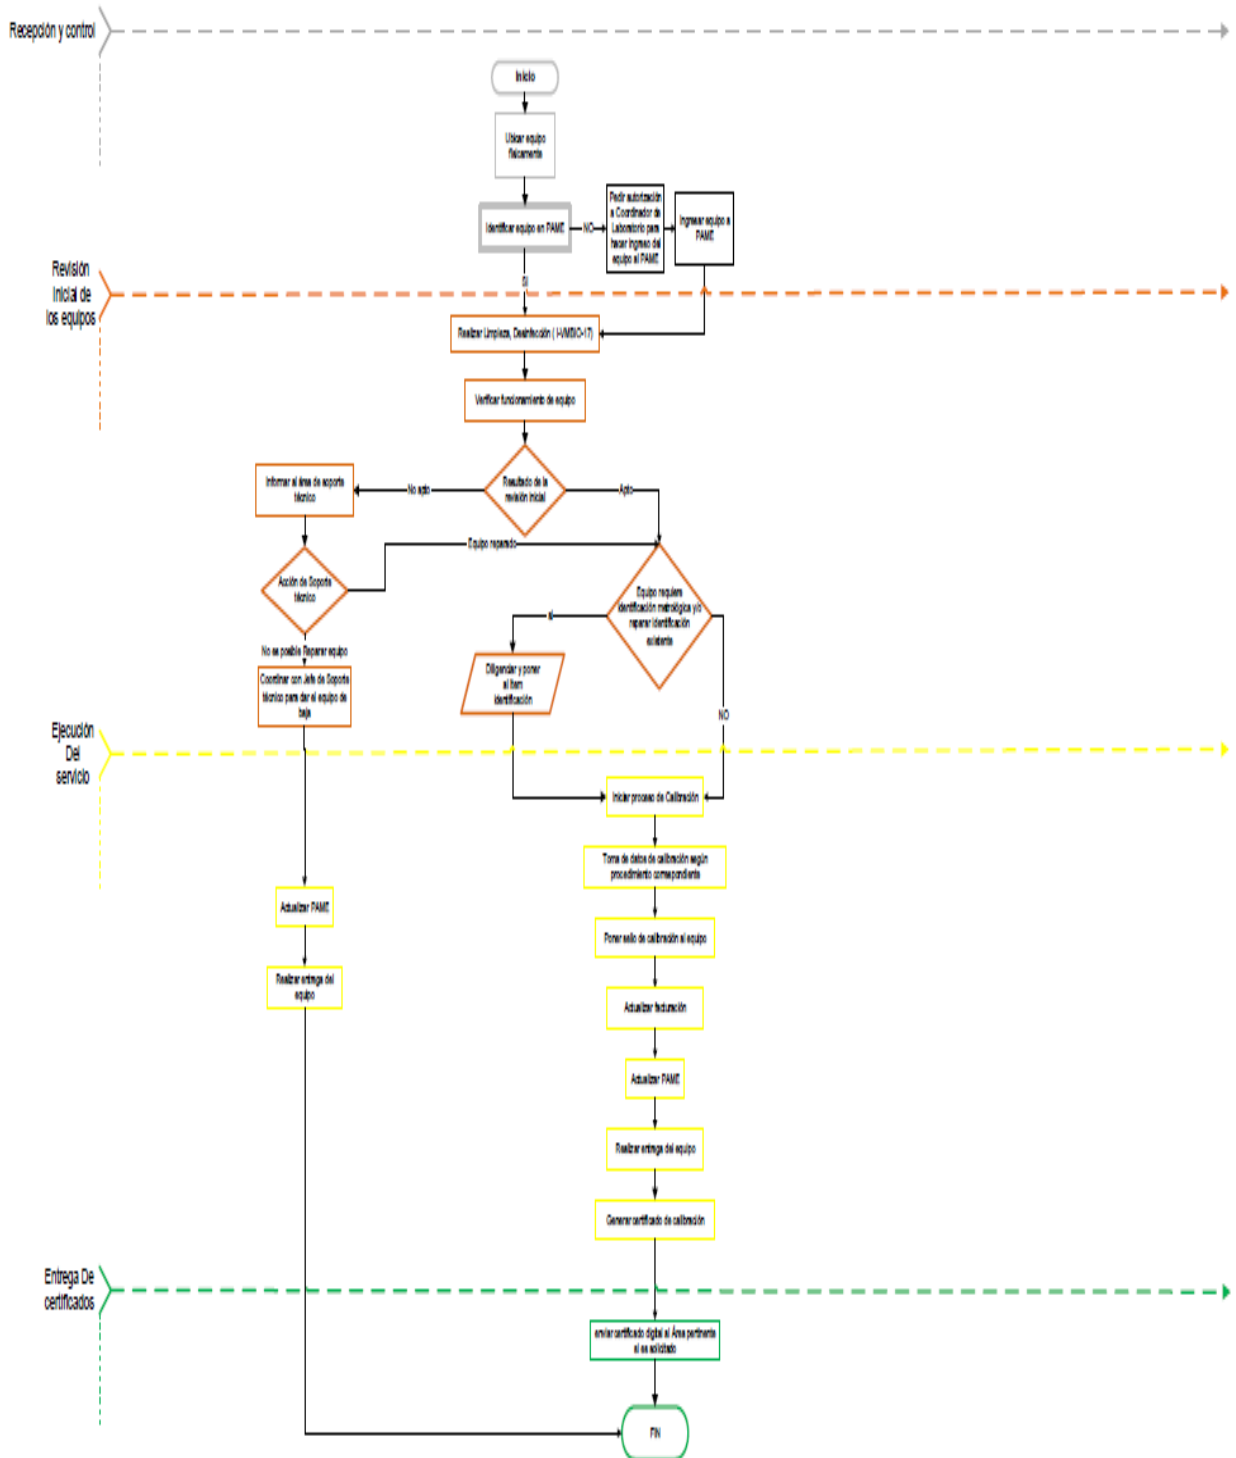 Recepción y control
Inicio
Ubicar equipo
físicamente
Identificar equipo en PAME
NO
Pedir autorización
a Coordinador de
Laboratorio para
hacer ingreso del
equipo al PAME
Ingresar equipo a
PAME
SI
Revisión
Inicial de
los equipos
Realizar Limpieza, Desinfección ( I-VMBIC-17)
Verificar funcionamiento de equipo
Resultado de la
revisión inicial
No apto
Apto
Informar al área de soporte
técnico
Equipo reparado
Acción de Soporte
técnico
Equipo requiere
identificación metrológica y/o
reparar identificación
existente
si
NO
No es posible Reparar equipo
Coordinar con Jefe de Soporte
técnico para dar el equipo de
baja
Diligenciar y poner
al ítem
identificación
Ejecución
Del
servicio
Iniciar proceso de Calibración
Toma de datos de calibración según
procedimiento correspondiente
Actualizar PAME
Poner sello de calibración al equipo
Realizar entrega del
equipo
Actualizar facturación
Actualizar PAME
Realizar entrega del equipo
Generar certificado de calibración
Entrega De
certificados
enviar certificado digital al Área pertinente
si es solicitado
FIN